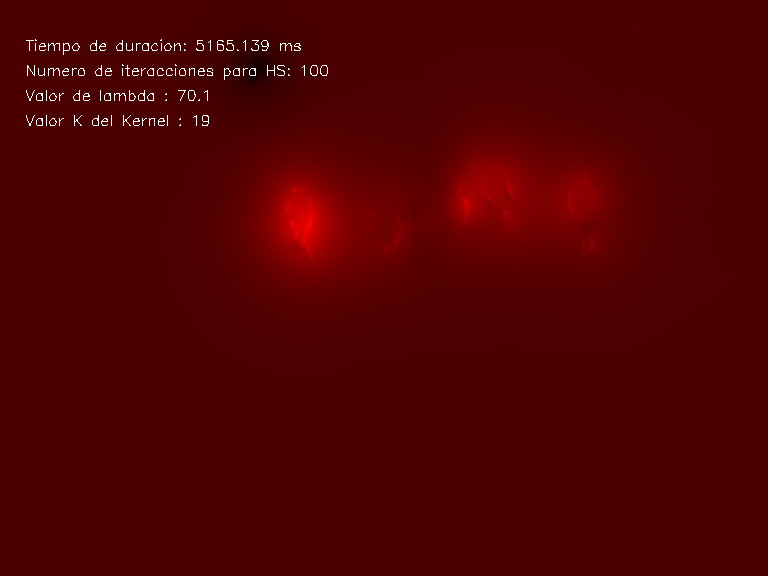 Tiempo de duracion: 5165.139 ms
Numero de iteracciones para HS: 100
Valor de lambda : 70.1
Valor K del Kernel : 19